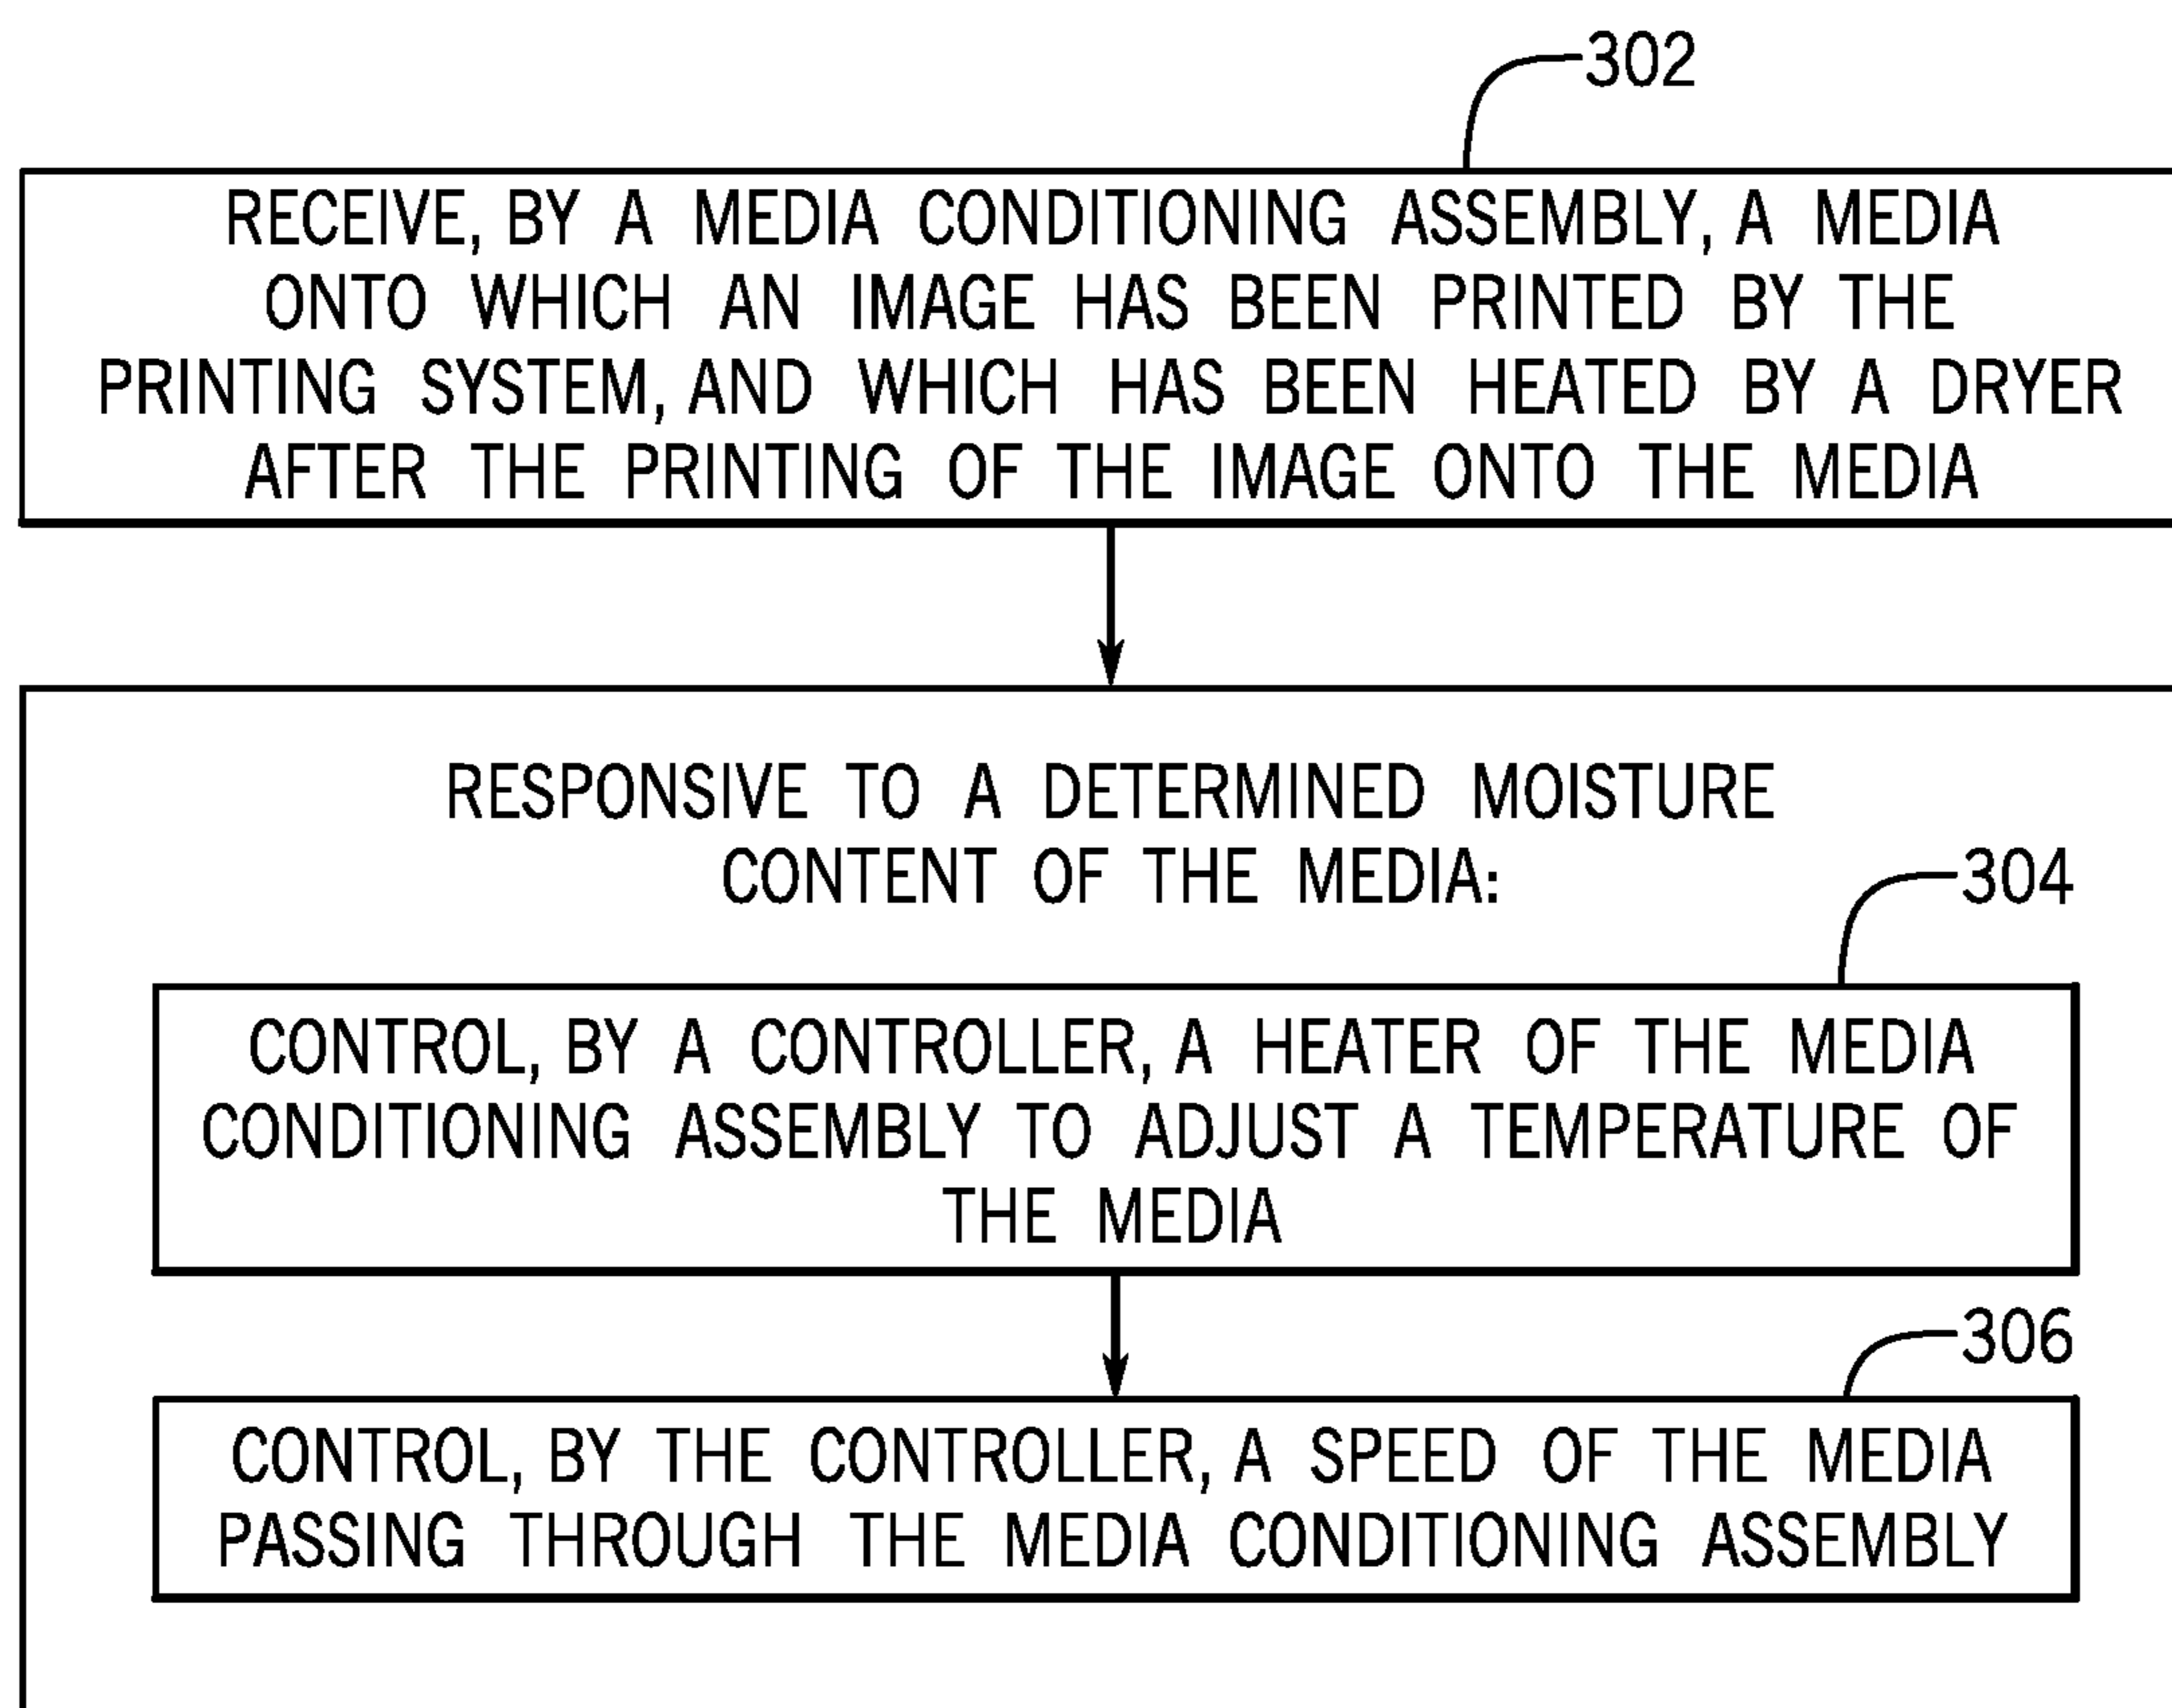 302
RECEIVE, BY A MEDIA CONDITIONING ASSEMBLY, A MEDIA
ONTO WHICH AN IMAGE HAS BEEN PRINTED BY THE
PRINTING SYSTEM, AND WHICH HAS BEEN HEATED BY A DRYER
AFTER THE PRINTING OF THE IMAGE ONTO THE MEDIA
RESPONSIVE TO A DETERMINED MOISTURE
CONTENT OF THE MEDIA:
304
CONTROL, BY A CONTROLLER, A HEATER OF THE MEDIA
CONDITIONING ASSEMBLY TO ADJUST A TEMPERATURE OF
THE MEDIA
306
CONTROL, BY THE CONTROLLER, A SPEED OF THE MEDIA
PASSING THROUGH THE MEDIA CONDITIONING ASSEMBLY